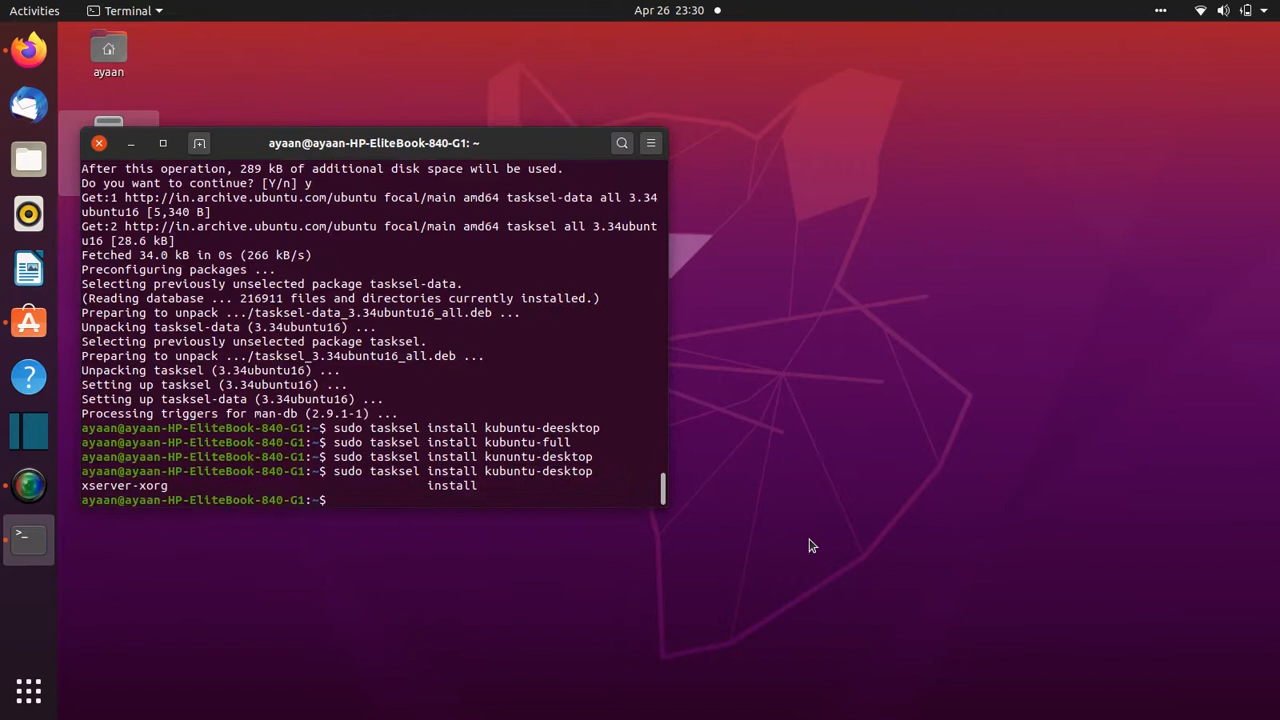 Activities
Terminal
Apr 26 23:30
ayaan
ayaan@ayaan-HP-EliteBook-840-G1: ~
After this operation, 289 kB of additional disk space will be used.
Do you want to continue? [Y/n] y
Get:1 http://in.archive.ubuntu.com/ubuntu focal/main amd64 tasksel-data all 3.34
ubuntu16 [5,340 B]
Get:2 http://in.archive.ubuntu.com/ubuntu focal/main amd64 tasksel all 3.34ubunt
u16 [28.6 kB]
Fetched 34.0 kB in 0s (266 kB/s)
Preconfiguring packages ...
Selecting previously unselected package tasksel-data.
(Reading database ... 216911 files and directories currently installed.)
Preparing to unpack .../tasksel-data_3.34ubuntu16_all.deb ...
Unpacking tasksel-data (3.34ubuntu16) ...
Selecting previously unselected package tasksel.
Preparing to unpack .../tasksel_3.34ubuntu16_all.deb ...
Unpacking tasksel (3.34ubuntu16) ...
Setting up tasksel (3.34ubuntu16) ...
Setting up tasksel-data (3.34ubuntu16) ...
Processing triggers for man-db (2.9.1-1) ...
ayaan@ayaan-HP-EliteBook-840-G1:~$ sudo tasksel install kubuntu-deesktop
ayaan@ayaan-HP-EliteBook-840-G1:~$ sudo tasksel install kubuntu-full
ayaan@ayaan-HP-EliteBook-840-G1:~$ sudo tasksel install kununtu-desktop
ayaan@ayaan-HP-EliteBook-840-G1:~$ sudo tasksel install kubuntu-desktop
xserver-xorg install
ayaan@ayaan-HP-EliteBook-840-G1:~$